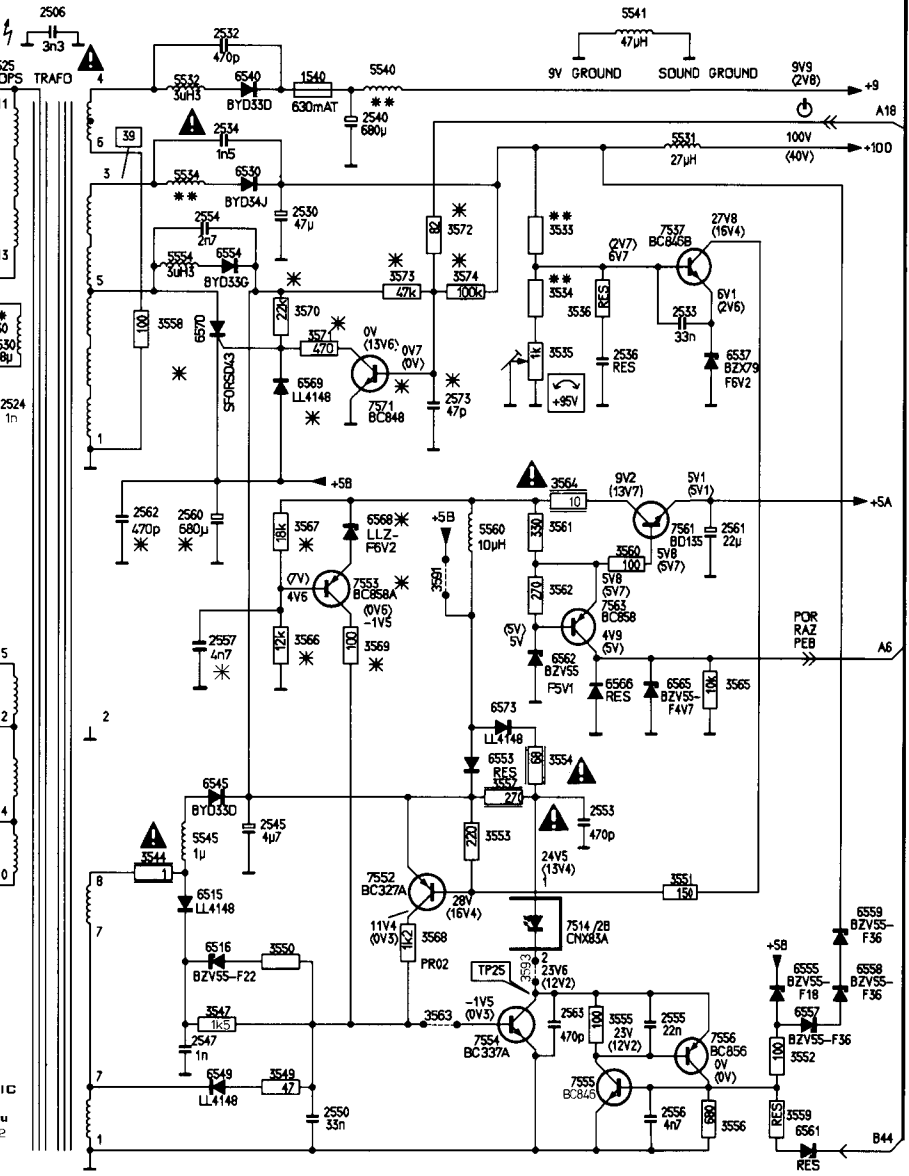 2506
3n3
2532
470p
5541
47µH
OPS TRAFO
4
5532
3uH3
6540
BYD33D
1540
630mAT
5540
**
9V GROUND
SOUND GROUND
9V9
(2V8)
+9
2540
680µ
A18
39
6
2534
1n5
5531
27µH
100V
(40V)
+100
3
5534
**
6530
BYD34J
2530
47µ
82
3572
*
**
3533
2554
2n7
5554
3uH3
6554
BYD33G
7537
BC846B
27V8
(16V4)
(2V7)
6V7
5
*
3573
47k
*
3574
100k
**
3534
RES
3536
6V1
(2V6)
2533
33n
22k
3570
*
100
3558
6570
SFOR5D43
*
3571
470
*
0V
(13V6)
0V7
(0V)
1k
3535
2536
RES
6537
BZX79
F6V2
+95V
6569
LL4148
*
7571
BC848
*
2573
47p
*
2524
1n
1
+5B
2562
470p
*
2560
680µ
*
18k
3567
*
6568
LLZ-
F6V2
*
+5B
5560
10µH
3591
3564
10
9V2
(13V7)
5V1
(5V1)
+5A
330
3561
7561
BD135
2561
22µ
3560
100
5V8
(5V7)
(7V)
4V6
7553
BC858A
*
(0V6)
-1V5
270
3562
5V8
(5V7)
7563
BC858
2557
4n7
*
12k
3566
*
100
3569
*
(5V)
5V
6562
BZV55
F5V1
4V9
(5V)
POR
RAZ
PEB
A6
6566
RES
6565
BZV55-
F4V7
10k
3565
2
6573
LL4148
68
3554
6553
RES
3557
270
6545
BYD33D
2553
470p
5545
1µ
2545
4µ7
220
3553
3544
1
24V5
(13V4)
8
7552
BC327A
28V
(16V4)
3551
150
6515
LL4148
7514/2B
CNX83A
7
11V4
(0V3)
1k2
3568
PR02
6559
BZV55-
F36
6516
BZV55-F22
3550
3593
2
23V6
(12V2)
TP25
+5B
6555
BZV55-
F18
6558
BZV55-
F36
3547
1k5
3563
-1V5
(0V3)
7554
BC337A
2563
470p
100
3555
23V
(12V2)
2555
22n
7556
BC856
0V
(0V)
6557
BZV55-F36
100
3552
2547
1n
7
6549
LL4148
3549
47
7555
BC846
2550
33n
2556
4n7
680
3556
RES
3559
6561
RES
B44
1
IC